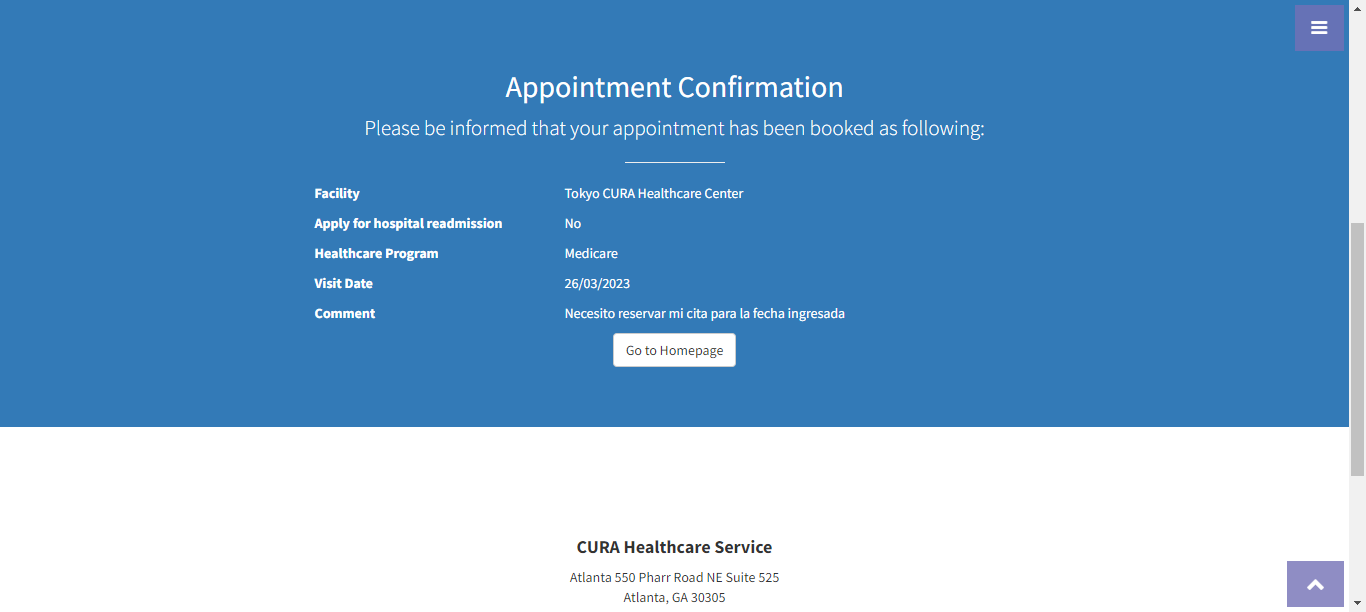 Appointment Confirmation
Please be informed that your appointment has been booked as following:
Facility Tokyo CURA Healthcare Center
Apply for hospital readmission No
Healthcare Program Medicare
Visit Date 26/03/2023
Comment Necesito reservar mi cita para la fecha ingresada
Go to Homepage
CURA Healthcare Service
Atlanta 550 Pharr Road NE Suite 525
Atlanta, GA 30305